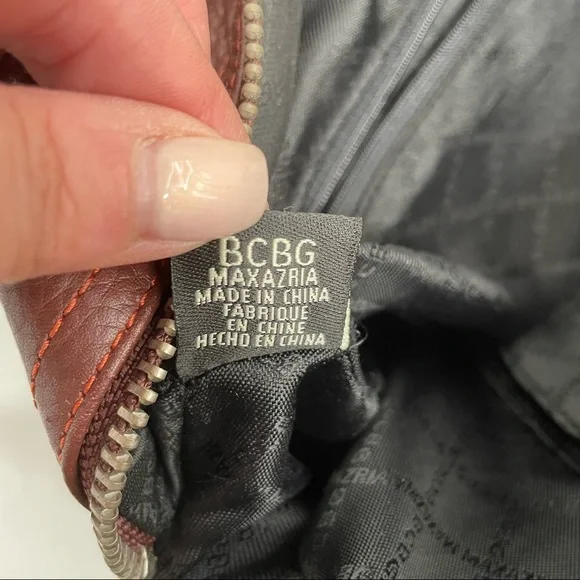 BCBG
MAXAZRIA
MADE IN CHINA
FABRIQUE
EN CHINE
HECHO EN CHINA